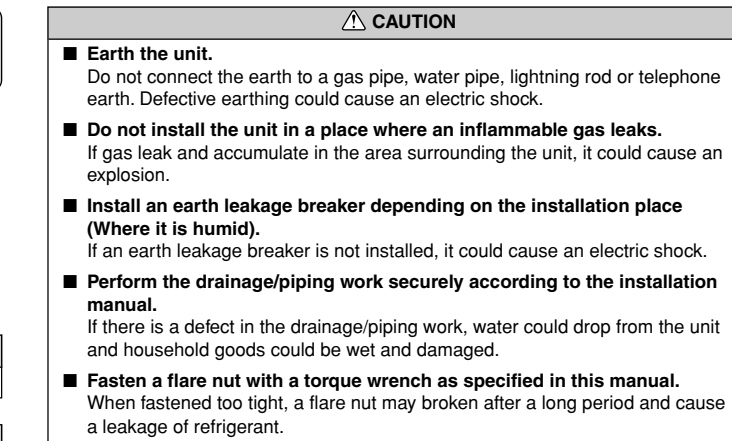 ⚠ CAUTION
■ Earth the unit.
Do not connect the earth to a gas pipe, water pipe, lightning rod or telephone
earth. Defective earthing could cause an electric shock.
■ Do not install the unit in a place where an inflammable gas leaks.
If gas leak and accumulate in the area surrounding the unit, it could cause an
explosion.
■ Install an earth leakage breaker depending on the installation place
(Where it is humid).
If an earth leakage breaker is not installed, it could cause an electric shock.
■ Perform the drainage/piping work securely according to the installation
manual.
If there is a defect in the drainage/piping work, water could drop from the unit
and household goods could be wet and damaged.
■ Fasten a flare nut with a torque wrench as specified in this manual.
When fastened too tight, a flare nut may broken after a long period and cause
a leakage of refrigerant.